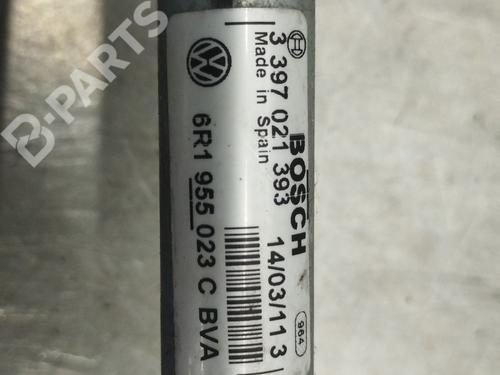 B-PARTS
BOSCH
3 397 021 393
Made in Spain
14/03/11 3
964
6R1 955 023 C BVA